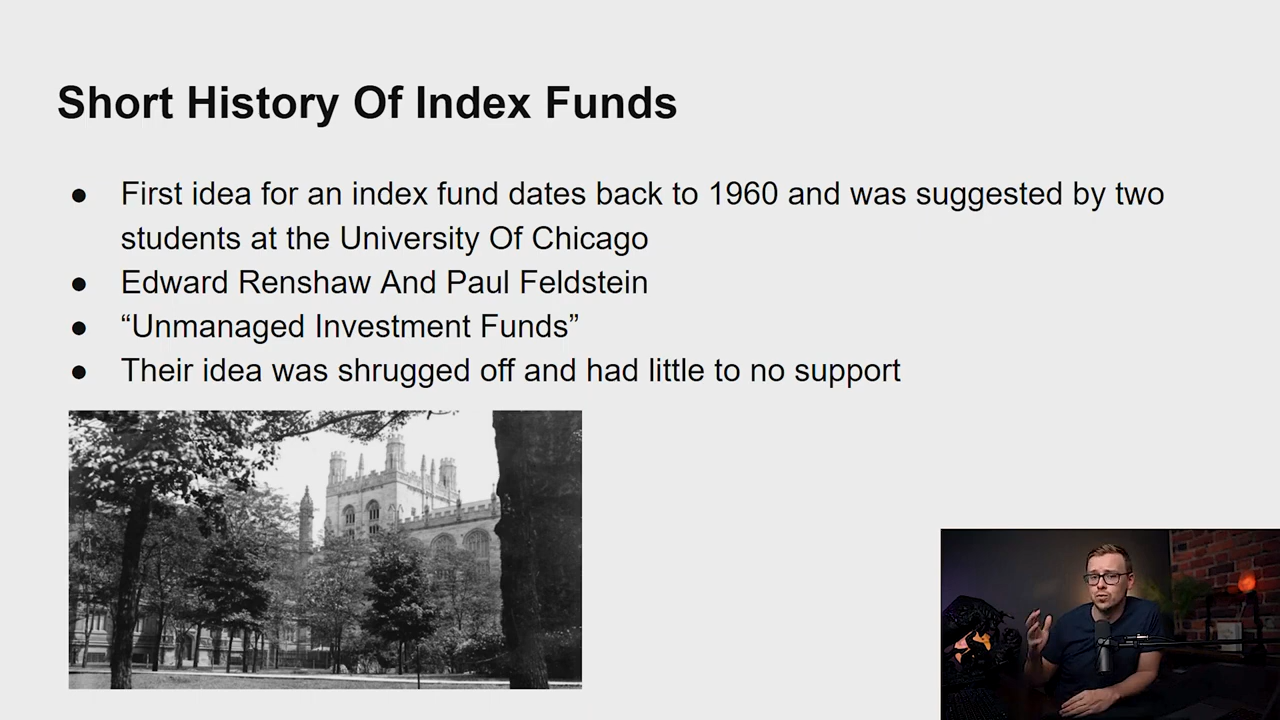 Short History Of Index Funds
● First idea for an index fund dates back to 1960 and was suggested by two
students at the University Of Chicago
● Edward Renshaw And Paul Feldstein
● “Unmanaged Investment Funds”
● Their idea was shrugged off and had little to no support